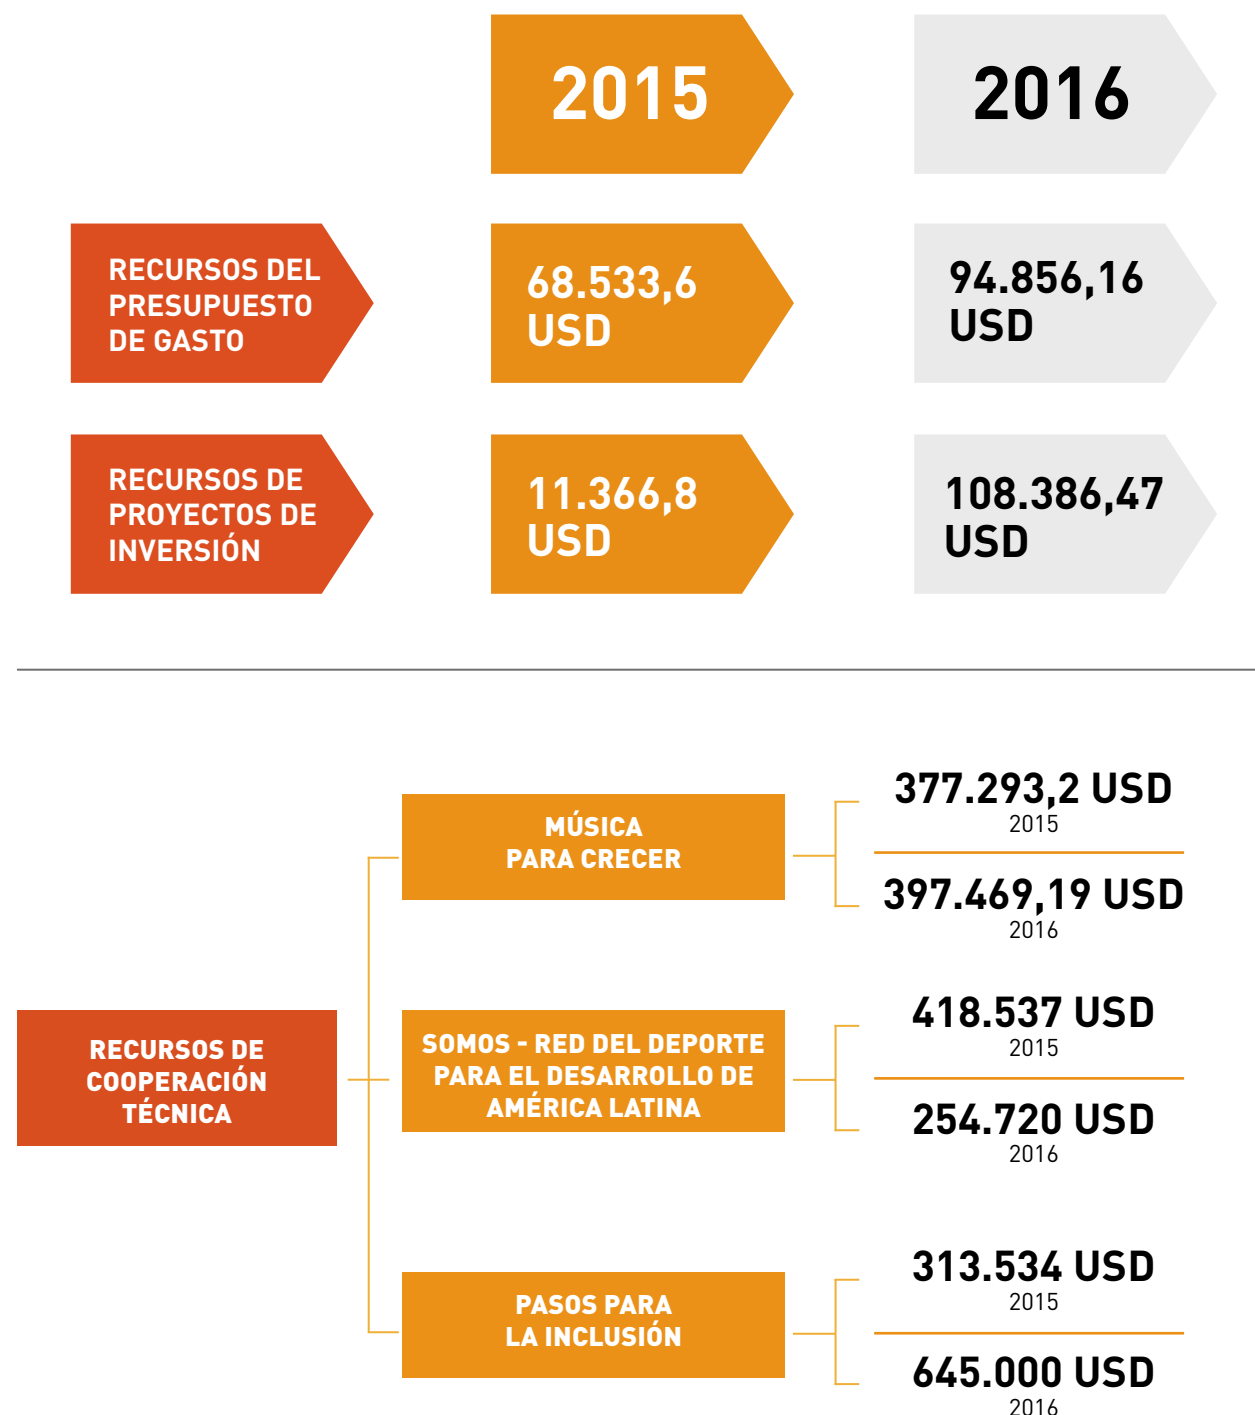 2015
2016
RECURSOS DEL
PRESUPUESTO
DE GASTO
68.533,6
USD
94.856,16
USD
RECURSOS DE
PROYECTOS DE
INVERSIÓN
11.366,8
USD
108.386,47
USD
RECURSOS DE
COOPERACIÓN
TÉCNICA
MÚSICA
PARA CRECER
377.293,2 USD
2015
397.469,19 USD
2016
SOMOS - RED DEL DEPORTE
PARA EL DESARROLLO DE
AMÉRICA LATINA
418.537 USD
2015
254.720 USD
2016
PASOS PARA
LA INCLUSIÓN
313.534 USD
2015
645.000 USD
2016